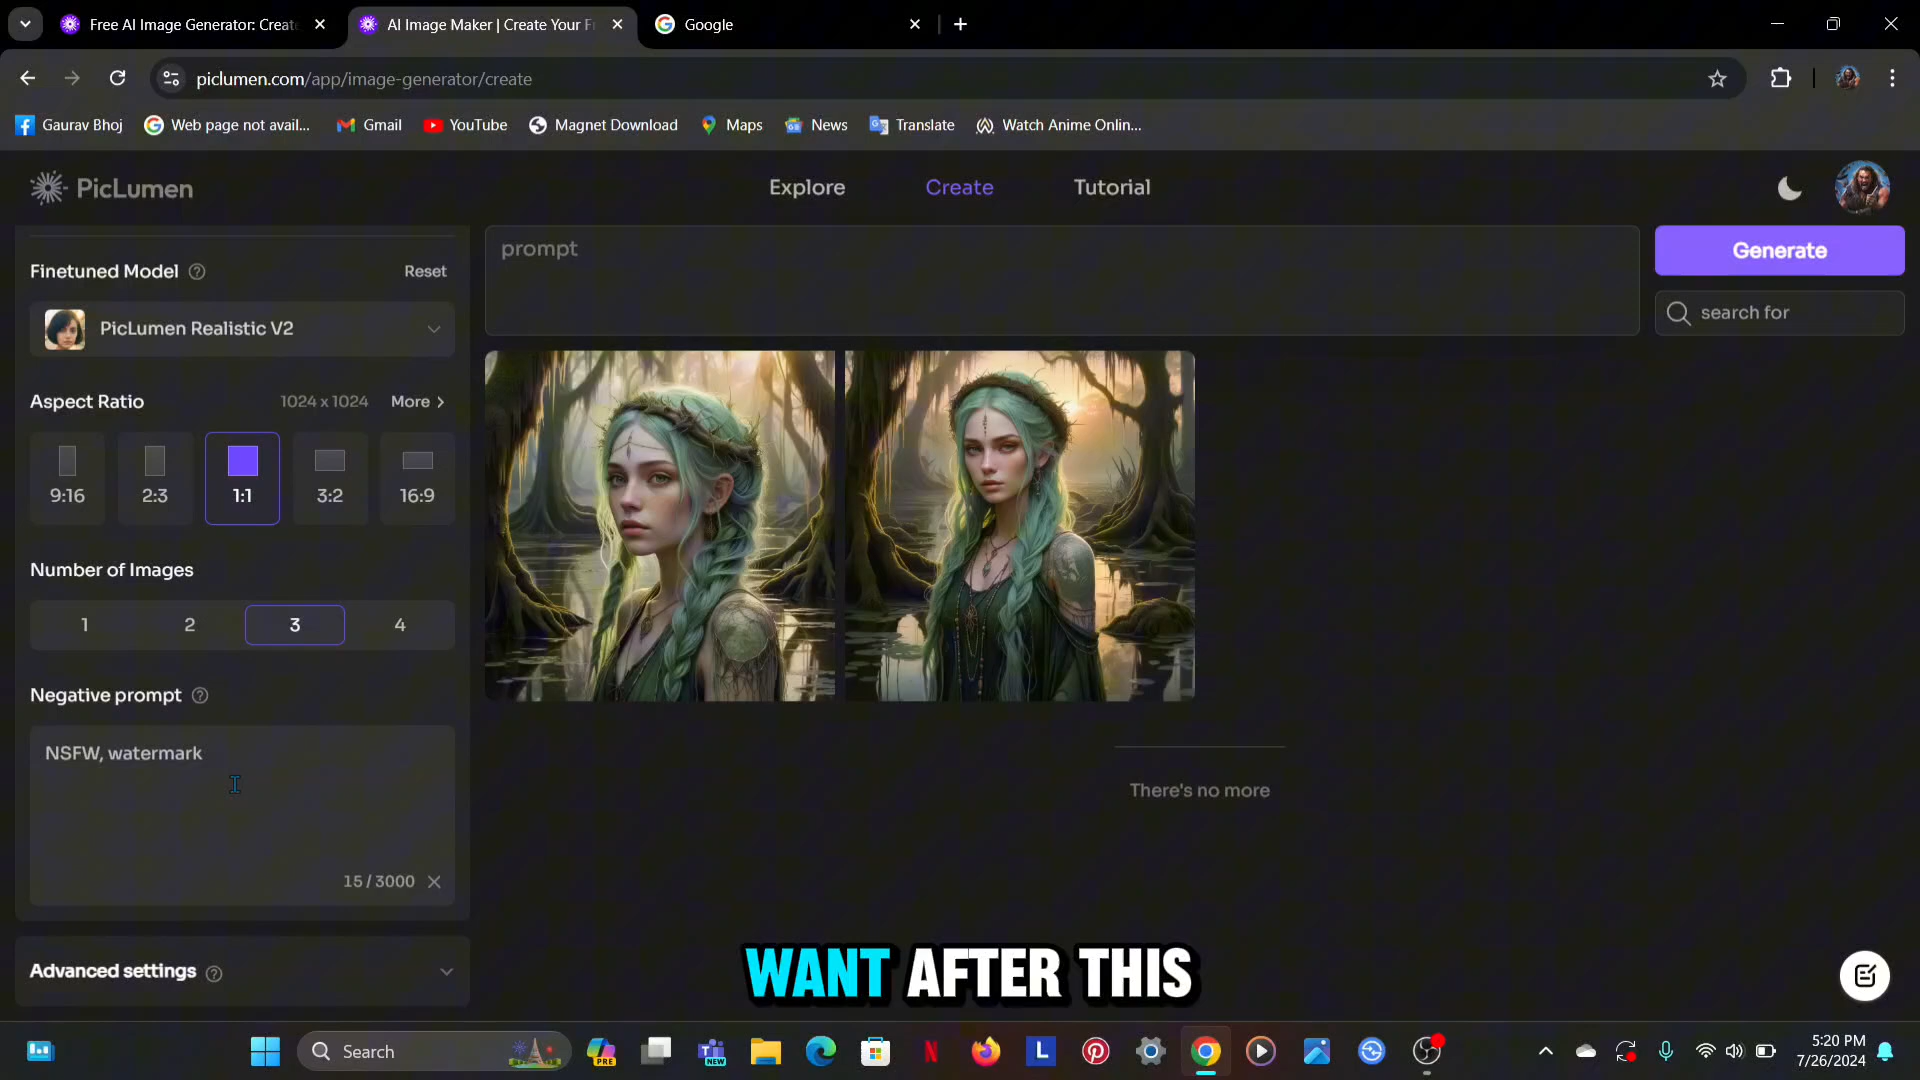 Free AI Image Generator: Creat
AI Image Maker | Create Your F
Google
piclumen.com/app/image-generator/create
Gaurav Bhoj
Web page not avail...
Gmail
YouTube
Magnet Download
Maps
News
Translate
Watch Anime Onlin...
PicLumen
Explore
Create
Tutorial
Finetuned Model
Reset
PicLumen Realistic V2
Aspect Ratio
1024 x 1024
More
9:16
2:3
1:1
3:2
16:9
Number of Images
1
2
3
4
Negative prompt
NSFW, watermark
15 / 3000
Advanced settings
prompt
Generate
search for
There's no more
WANT AFTER THIS
Search
PRE
NEW
N
L
5:20 PM
7/26/2024